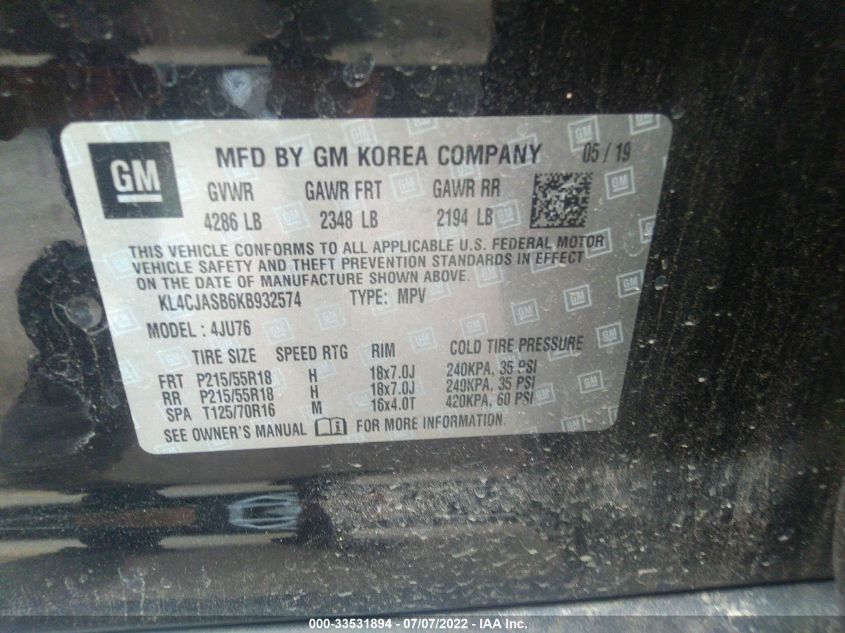 GM MFD BY GM KOREA COMPANY 05/19
GVWR GAWR FRT GAWR RR
4286 LB 2348 LB 2194 LB
THIS VEHICLE CONFORMS TO ALL APPLICABLE U.S. FEDERAL MOTOR
VEHICLE SAFETY AND THEFT PREVENTION STANDARDS IN EFFECT
ON THE DATE OF MANUFACTURE SHOWN ABOVE.
KL4CJASB6KB932574 TYPE: MPV
MODEL: 4JU76
TIRE SIZE SPEED RTG RIM COLD TIRE PRESSURE
FRT P215/55R18 H 18x7.0J 240KPA, 35 PSI
RR P215/55R18 H 18x7.0J 240KPA, 35 PSI
SPA T125/70R16 M 16x4.0T 420KPA, 60 PSI
SEE OWNER'S MANUAL FOR MORE INFORMATION.
000-33531894 - 07/07/2022 - IAA Inc.